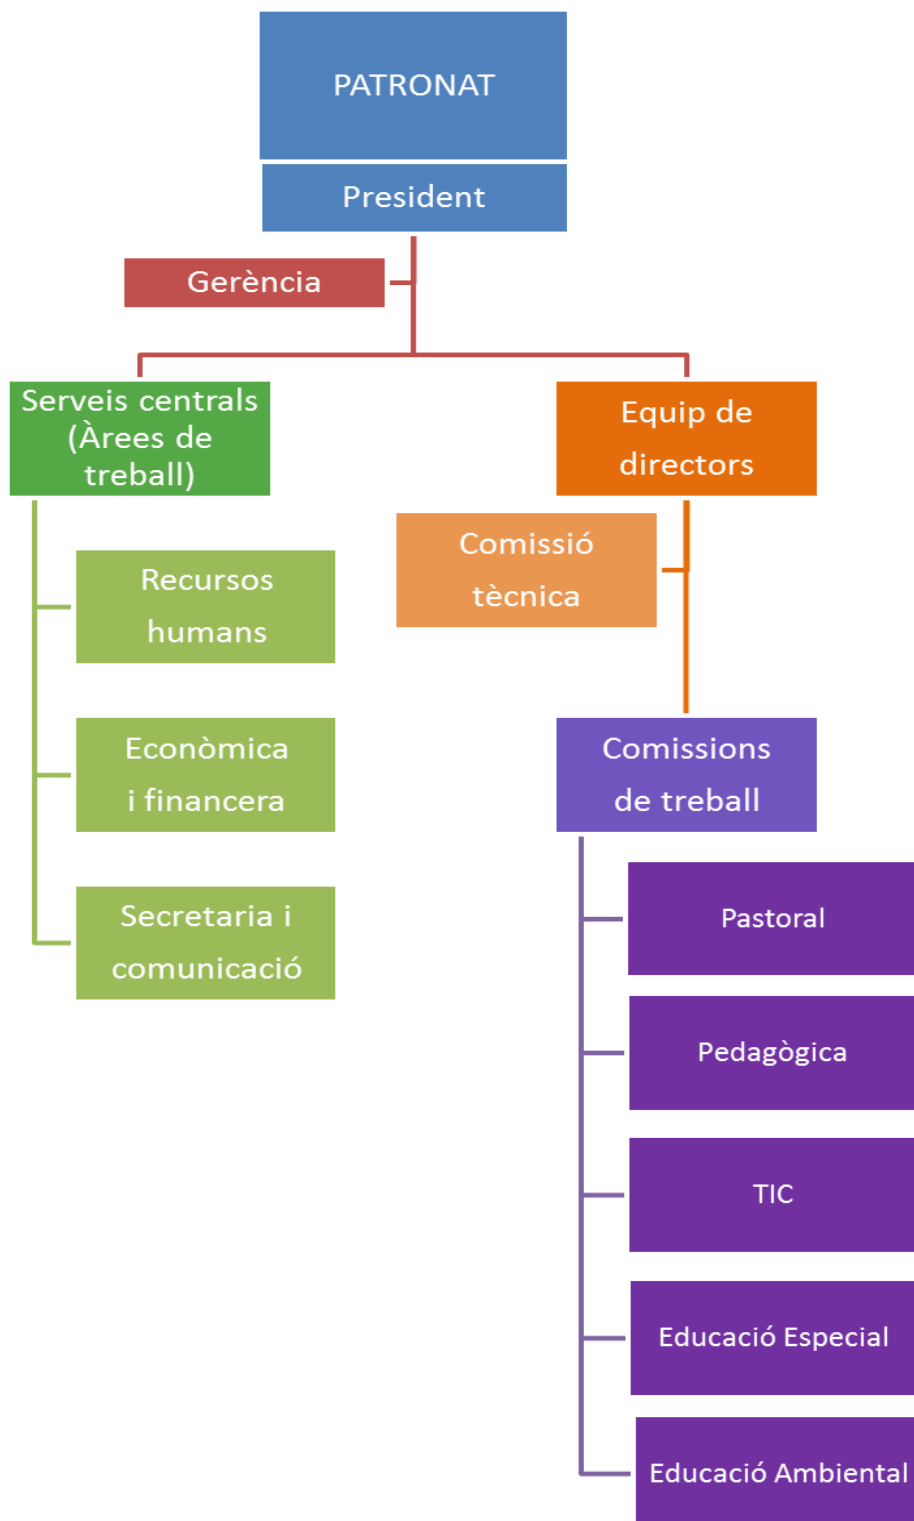 PATRONAT
President
Gerència
Serveis centrals
(Àrees de
treball)
Equip de
directors
Comissió
tècnica
Recursos
humans
Econòmica
i financera
Secretaria i
comunicació
Comissions
de treball
Pastoral
Pedagògica
TIC
Educació Especial
Educació Ambiental